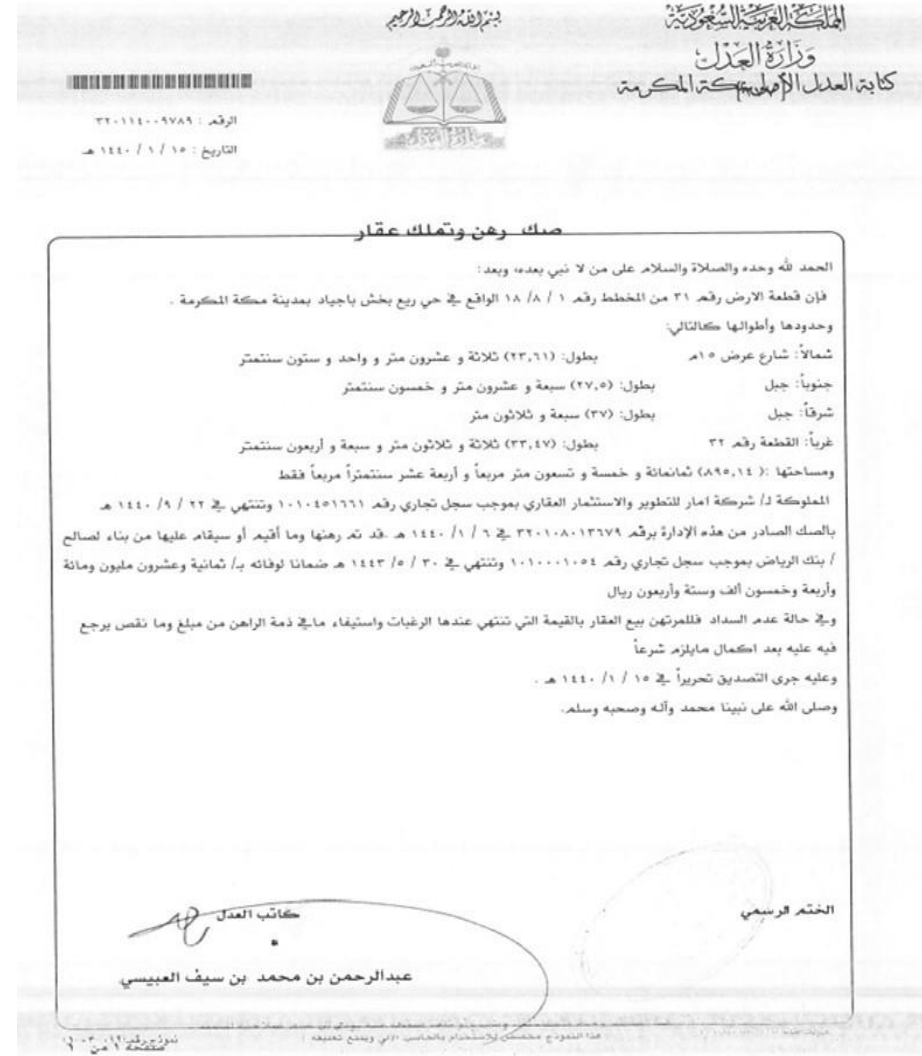 بسم الله الرحمن الرحيم
المملكة العربية السعودية
وزارة العدل
كتابة العدل الأولى بمكة المكرمة
الرقم : ٣٢٠١١٤٠٠٩٧٨٩
التاريخ : ١٥ / ١ / ١٤٤٠ هـ
صك رهن وتملك عقار
الحمد لله وحده والصلاة والسلام على من لا نبي بعده، وبعد :
فإن قطعة الارض رقم ٣١ من المخطط رقم ١ / ٨/ ١٨ الواقع في حي ريع بخش باجياد بمدينة مكة المكرمة .
وحدودها وأطوالها كالتالي:
شمالاً: شارع عرض ١٥م بطول: (٢٣,٦١) ثلاثة و عشرون متر و واحد و ستون سنتمتر
جنوباً: جبل بطول: (٢٧,٥) سبعة و عشرون متر و خمسون سنتمتر
شرقاً: جبل بطول: (٣٧) سبعة و ثلاثون متر
غرباً: القطعة رقم ٣٢ بطول: (٣٣,٤٧) ثلاثة و ثلاثون متر و سبعة و أربعون سنتمتر
ومساحتها :( ٨٩٥,١٤) ثمانمائة و خمسة و تسعون متر مربعاً و أربعة عشر سنتمتراً مربعاً فقط
المملوكة لـ/ شركة امار للتطوير والاستثمار العقاري بموجب سجل تجاري رقم ١٠١٠٤٥١٦٦١ وتنتهي في ٢٢ / ٩/ ١٤٤٠ هـ
بالصك الصادر من هذه الإدارة برقم ٣٢٠١٠٨٠١٣٦٧٩ في ٦ / ١/ ١٤٤٠ هـ .قد تم رهنها وما أقيم أو سيقام عليها من بناء لصالح
/ بنك الرياض بموجب سجل تجاري رقم ١٠١٠٠٠١٠٥٤ وتنتهي في ٣٠ / ٥/ ١٤٤٣ هـ ضمانا لوفائه بـ/ ثمانية وعشرون مليون ومائة
وأربعة وخمسون ألف وستة وأربعون ريال
وفي حالة عدم السداد فللمرتهن بيع العقار بالقيمة التي تنتهي عندها الرغبات واستيفاء مافي ذمة الراهن من مبلغ وما نقص يرجع
فيه عليه بعد اكمال مايلزم شرعاً
وعليه جرى التصديق تحريراً في ١٥ / ١/ ١٤٤٠ هـ .
وصلى الله على نبينا محمد وآله وصحبه وسلم.
الختم الرسمي
كاتب العدل
عبدالرحمن بن محمد بن سيف العبيسي
صفحة ١ من ١